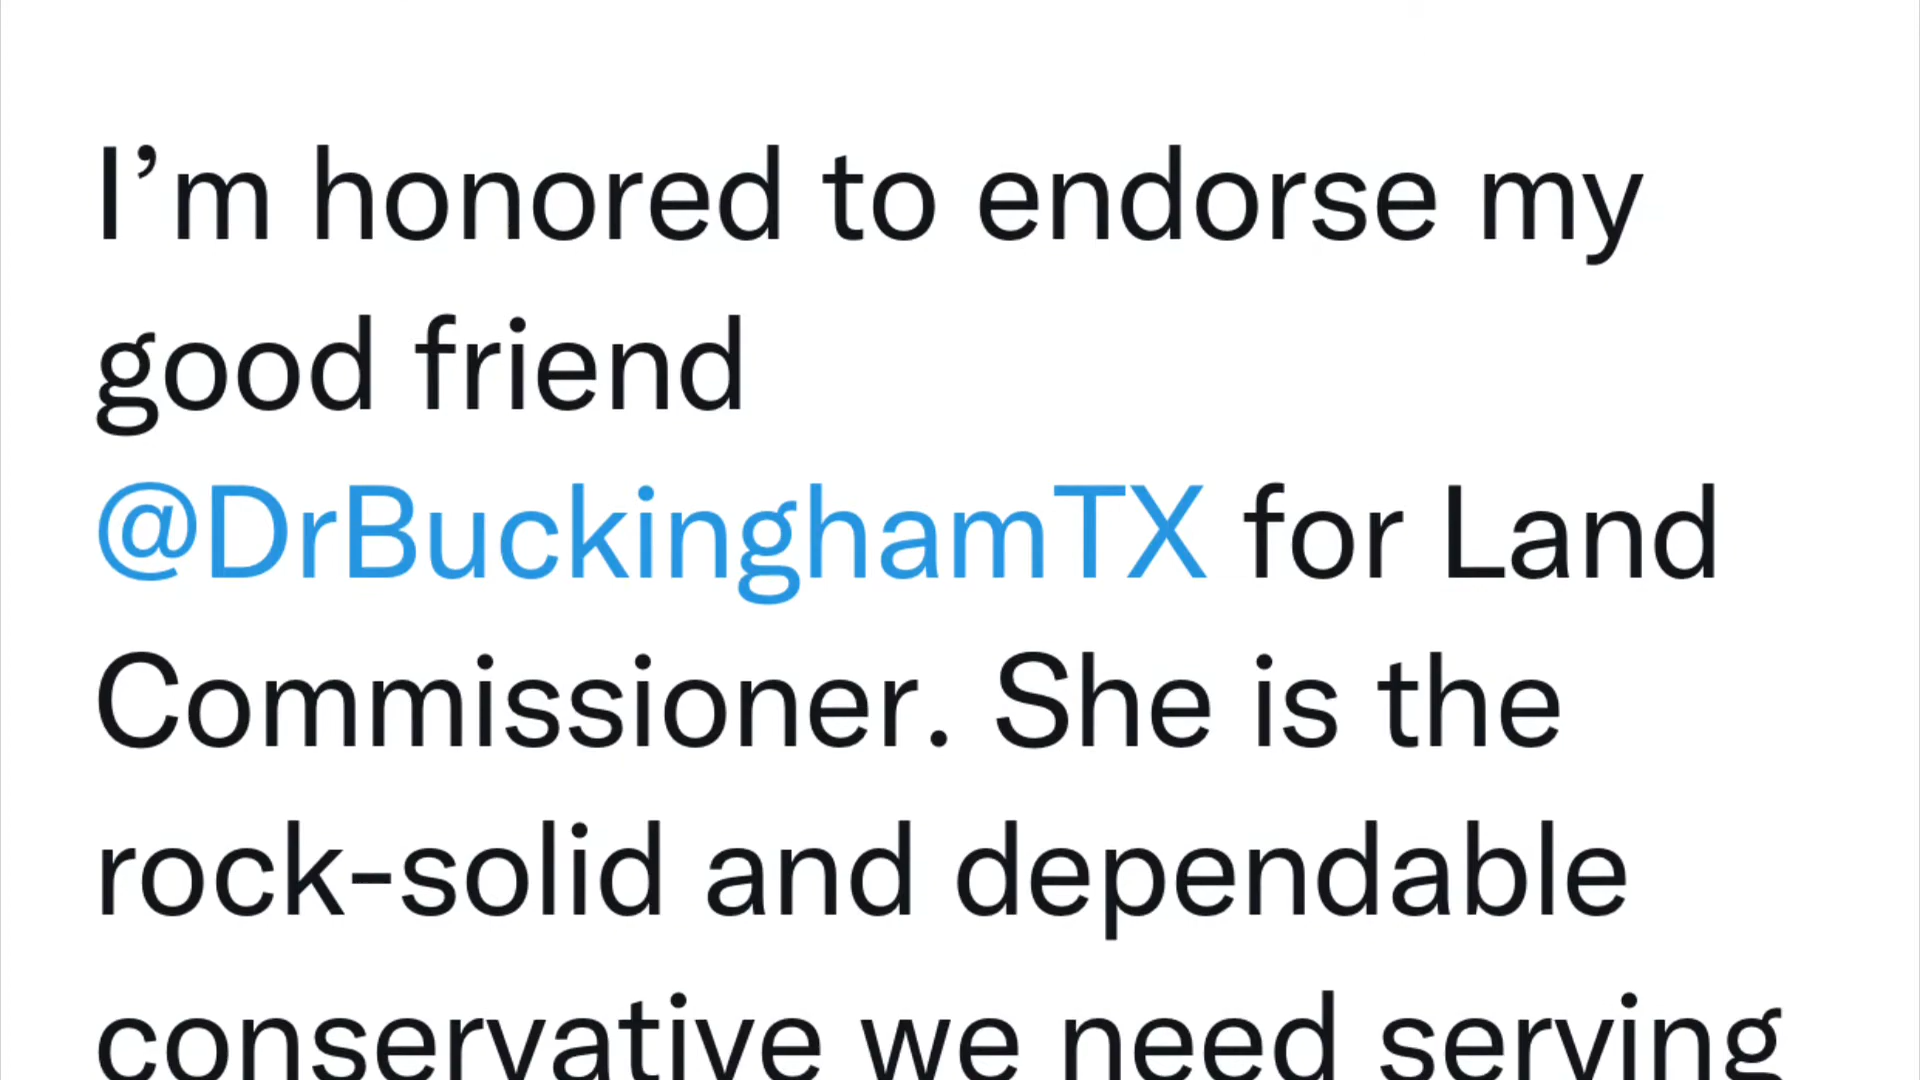 I’m honored to endorse my
good friend
@DrBuckinghamTX for Land
Commissioner. She is the
rock-solid and dependable
conservative we need serving